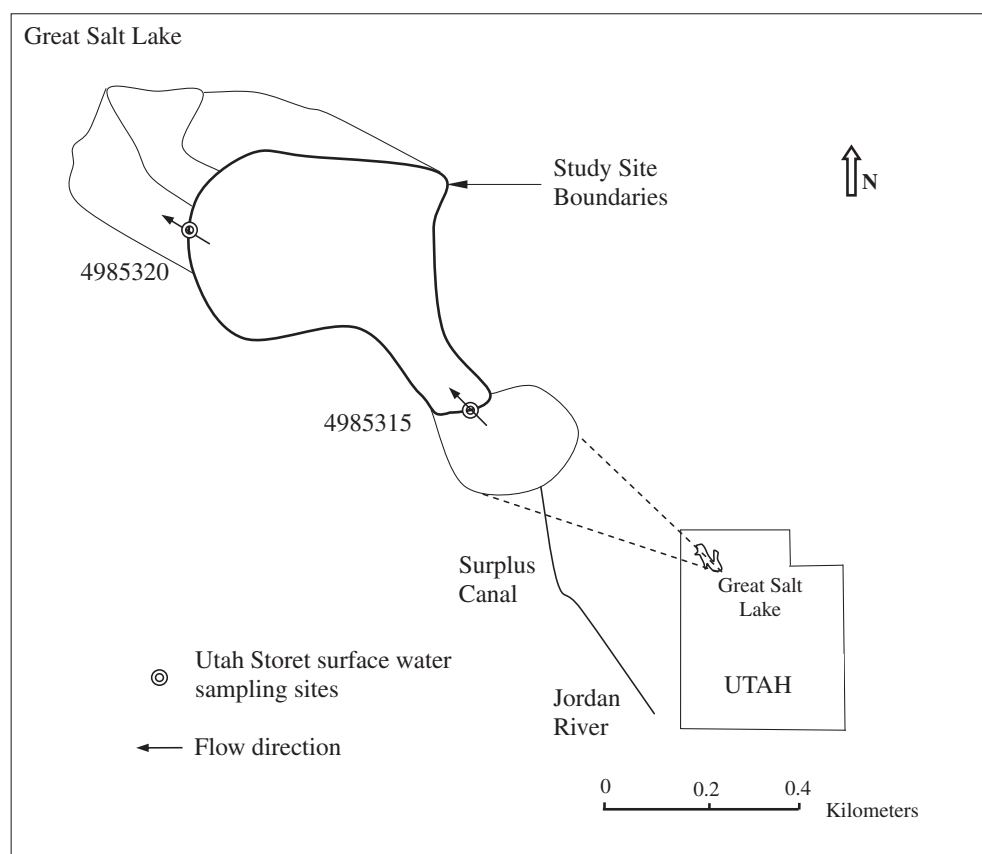 Great Salt Lake
Study Site
Boundaries
N
4985320
4985315
Surplus
Canal
Great Salt
Lake
UTAH
Utah Storet surface water
sampling sites
Jordan
River
Flow direction
0 0.2 0.4
Kilometers